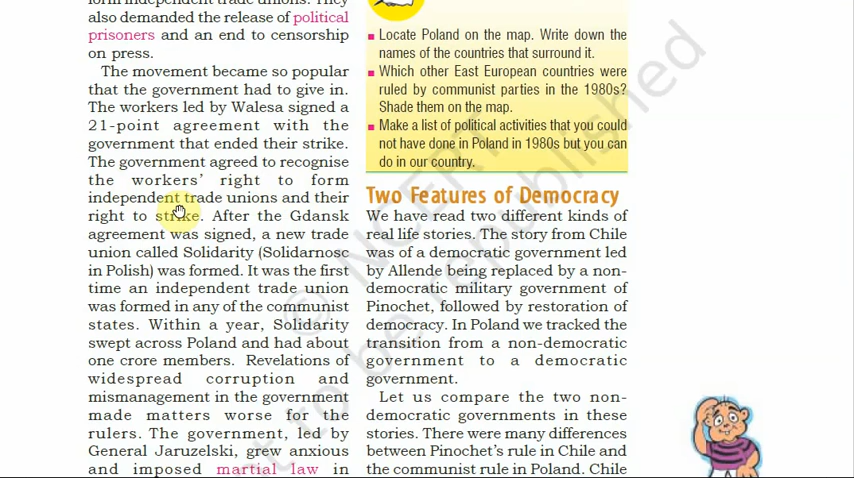 form independent trade unions. They
also demanded the release of political
prisoners and an end to censorship
on press.
The movement became so popular
that the government had to give in.
The workers led by Walesa signed a
21-point agreement with the
government that ended their strike.
The government agreed to recognise
the workers' right to form
independent trade unions and their
right to strike. After the Gdansk
agreement was signed, a new trade
union called Solidarity (Solidarnosc
in Polish) was formed. It was the first
time an independent trade union
was formed in any of the communist
states. Within a year, Solidarity
swept across Poland and had about
one crore members. Revelations of
widespread corruption and
mismanagement in the government
made matters worse for the
rulers. The government, led by
General Jaruzelski, grew anxious
and imposed martial law in
■ Locate Poland on the map. Write down the
names of the countries that surround it.
■ Which other East European countries were
ruled by communist parties in the 1980s?
Shade them on the map.
■ Make a list of political activities that you could
not have done in Poland in 1980s but you can
do in our country.
Two Features of Democracy
We have read two different kinds of
real life stories. The story from Chile
was of a democratic government led
by Allende being replaced by a non-
democratic military government of
Pinochet, followed by restoration of
democracy. In Poland we tracked the
transition from a non-democratic
government to a democratic
government.
Let us compare the two non-
democratic governments in these
stories. There were many differences
between Pinochet's rule in Chile and
the communist rule in Poland. Chile
© NCERT
not to be republished